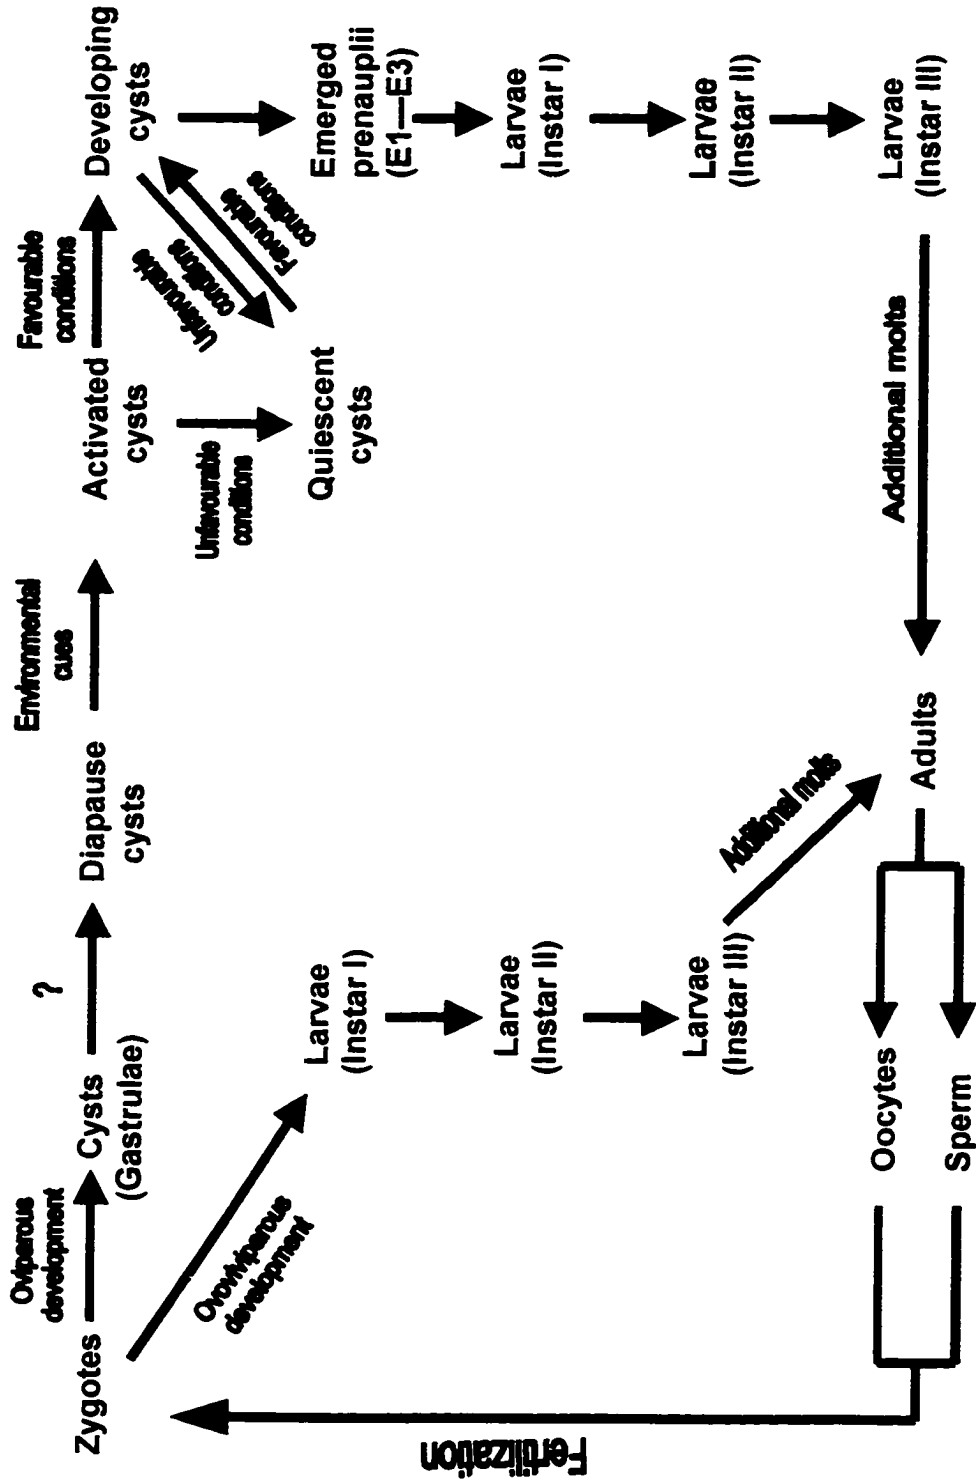 Zygotes
Oviparous
development
Cysts
(Gastrulae)
?
Diapause
cysts
Environmental
cues
Activated
cysts
Favourable
conditions
Developing
cysts
Unfavourable
conditions
Quiescent
cysts
Unfavourable
conditions
Favourable
conditions
Emerged
prenauplii
(E1—E3)
Larvae
(Instar I)
Larvae
(Instar II)
Larvae
(Instar III)
Additional molts
Ovoviviparous
development
Larvae
(Instar I)
Larvae
(Instar II)
Larvae
(Instar III)
Additional molts
Adults
Oocytes
Sperm
Fertilization